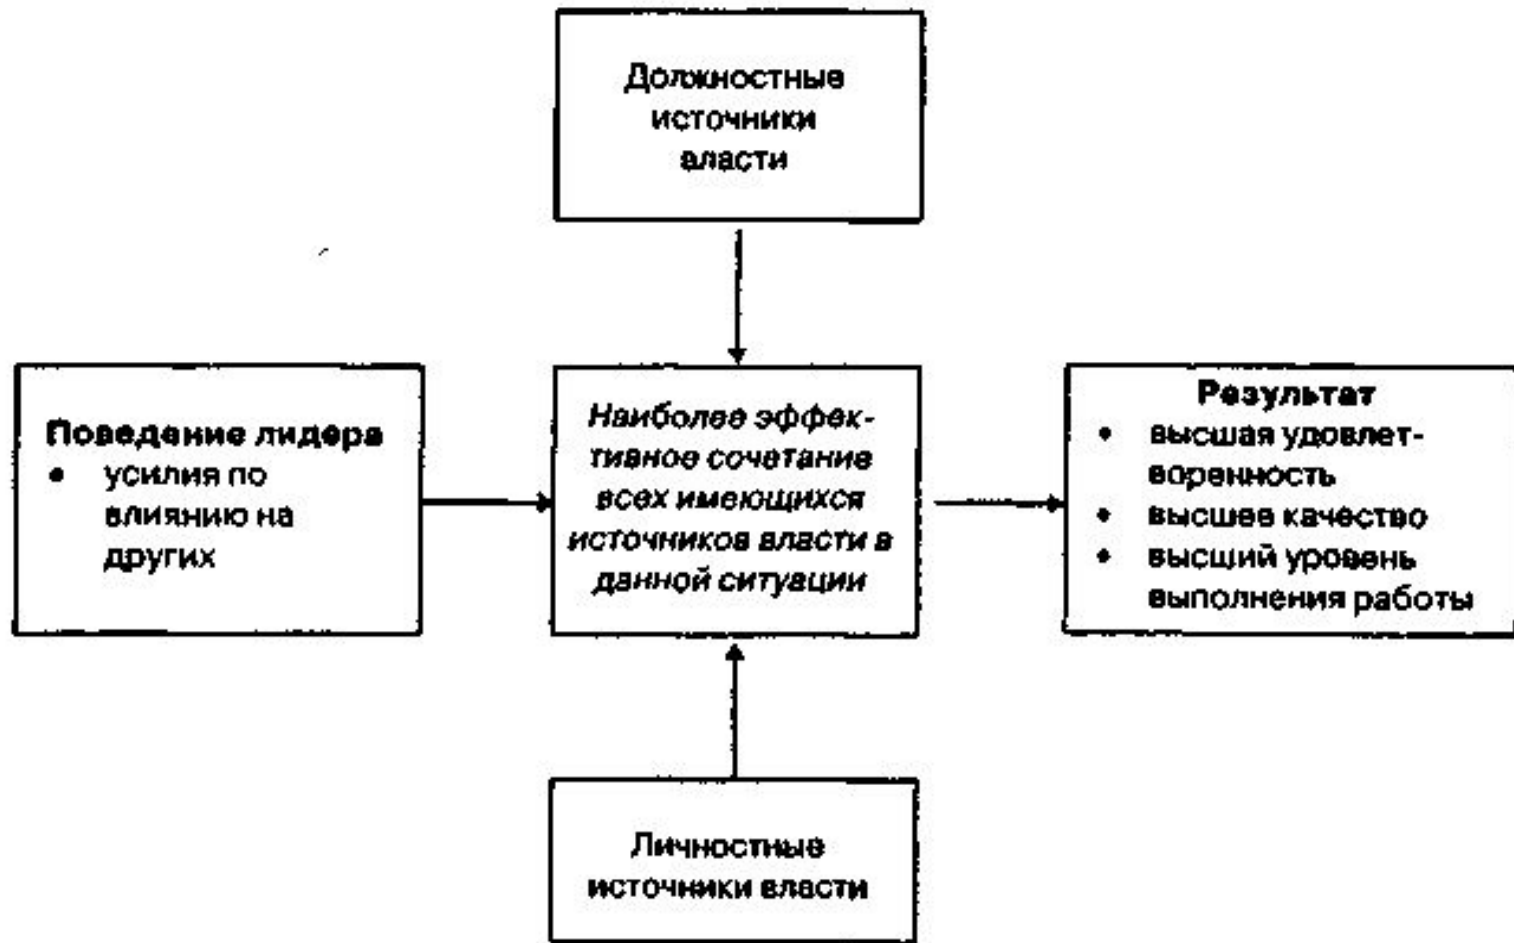 Должностные
источники
власти
Поведение лидера
• усилия по
влиянию на
других
Наиболее эффек-
тивное сочетание
всех имеющихся
источников власти в
данной ситуации
Результат
• высшая удовлет-
воренность
• высшее качество
• высший уровень
выполнения работы
Личностные
источники власти